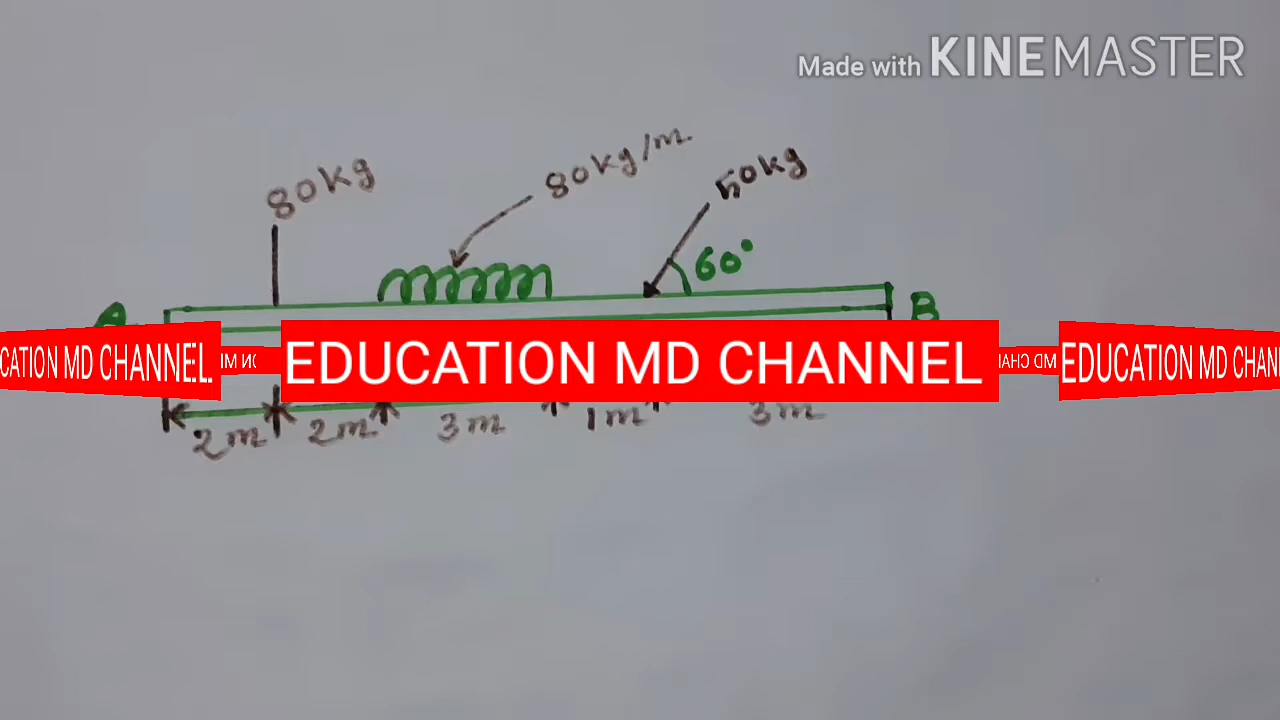 Made with KINEMASTER
80kg
80kg/m
50kg
60°
A
B
CATION MD CHANNEL
EDUCATION MD CHANNEL
EDUCATION MD CHAN
2m 2m 3m 1m 3m